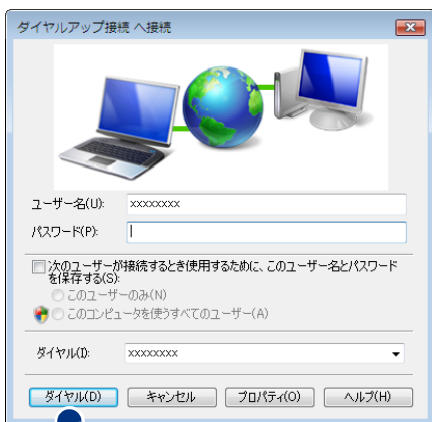 ダイヤルアップ接続 へ接続
ユーザー名(U):
xxxxxxxx
パスワード(P):
次のユーザーが接続するとき使用するために、このユーザー名とパスワード
を保存する(S):
このユーザーのみ(N)
このコンピュータを使うすべてのユーザー(A)
ダイヤル(I):
xxxxxxxx
ダイヤル(D)
キャンセル
プロパティ(O)
ヘルプ(H)